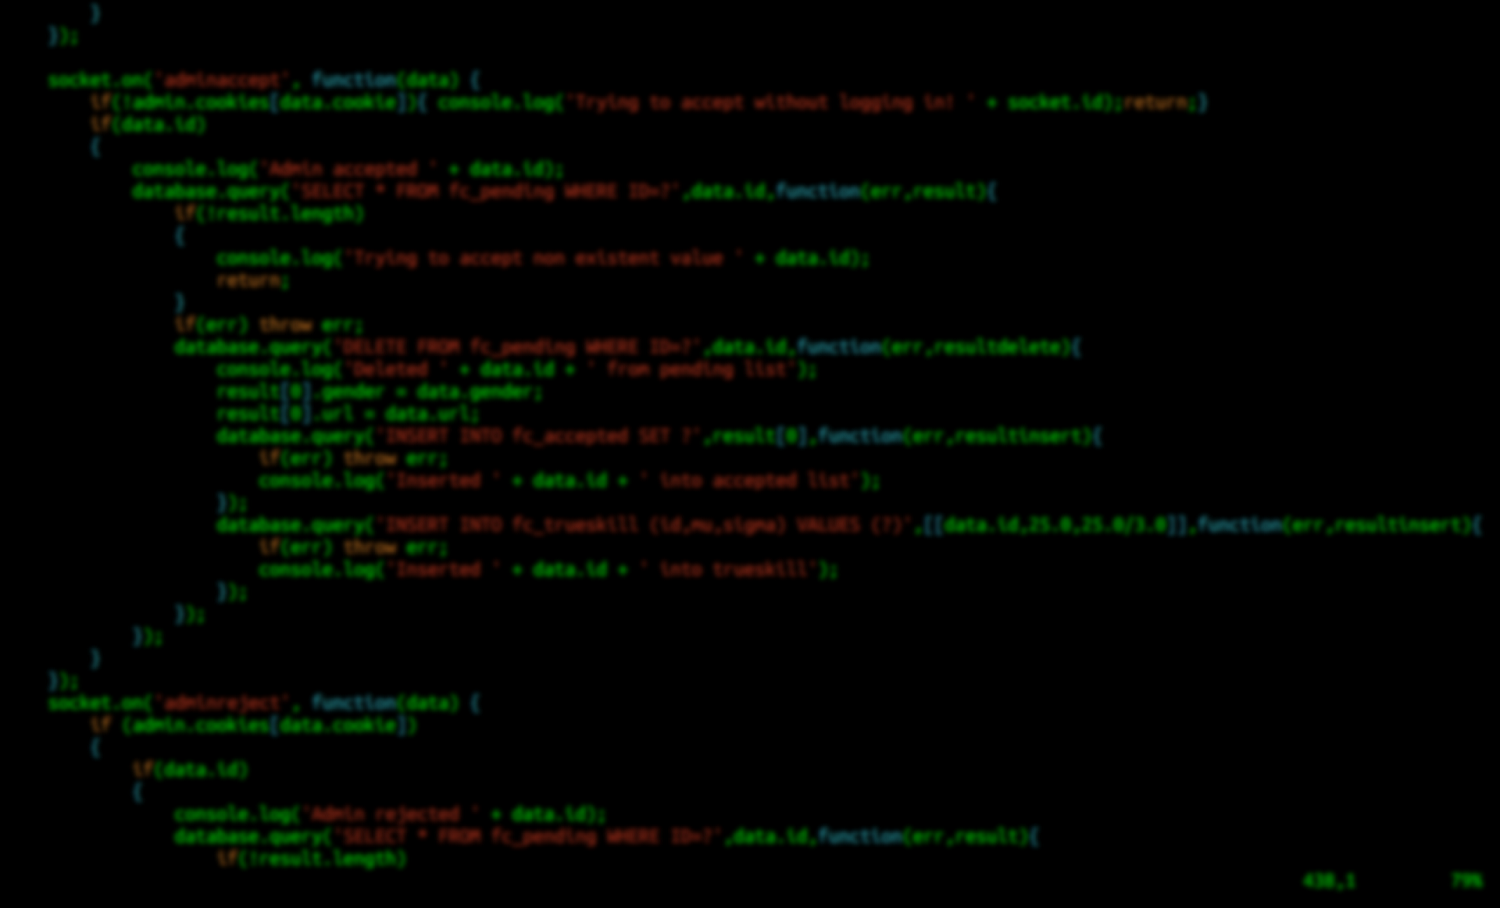 }
});
socket.on('adminaccept', function(data) {
if(!admin.cookies[data.cookie]){ console.log('Trying to accept without logging in! ' + socket.id);return;}
if(data.id)
{
console.log('Admin accepted ' + data.id);
database.query('SELECT * FROM fc_pending WHERE ID=?',data.id,function(err,result){
if(!result.length)
{
console.log('Trying to accept non existent value ' + data.id);
return;
}
if(err) throw err;
database.query('DELETE FROM fc_pending WHERE ID=?',data.id,function(err,resultdelete){
console.log('Deleted ' + data.id + ' from pending list');
result[0].gender = data.gender;
result[0].url = data.url;
database.query('INSERT INTO fc_accepted SET ?',result[0],function(err,resultinsert){
if(err) throw err;
console.log('Inserted ' + data.id + ' into accepted list');
});
database.query('INSERT INTO fc_trueskill (id,mu,sigma) VALUES (?)',[[data.id,25.0,25.0/3.0]],function(err,resultinsert){
if(err) throw err;
console.log('Inserted ' + data.id + ' into trueskill');
});
});
});
}
});
socket.on('adminreject', function(data) {
if (admin.cookies[data.cookie])
{
if(data.id)
{
console.log('Admin rejected ' + data.id);
database.query('SELECT * FROM fc_pending WHERE ID=?',data.id,function(err,result){
if(!result.length)
438,1 79%